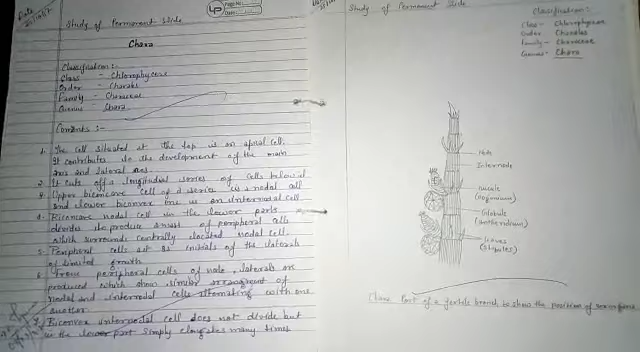 Date
Page No.
Date
Study of Permanent Slide
Chara
Classification :-
Class - Chlorophyceae
Order - Charales
Family - Characeae
Genus - Chara
Comments :-
1. The cell situated at the top is an apical cell.
It contributes to the development of the main
axis and lateral axis.
2. It cuts off a longitudinal series of cells below it
Upper biconcave cell of a series is nodal cell
and lower biconvex one is an internodal cell
4. Biconcave nodal cell in the lower parts
divides to produce a of peripheral cells
which surrounds centrally located nodal cell.
5. Peripheral cells act as initials of the laterals
of limited growth.
6. From peripheral cells of node, laterals are
produced which show similar arrangment of
nodal and internodal cells alternating with one
another.
Biconvex internodal cell does not divide but
in the lower part simply elongates many times
Study of Permanent Slide
Classification :-
Class - Chlorophyceae
Order - Charales
Family - Characeae
Genus - Chara
Node
Internode
Nucule
(oogonium)
Globule
(antheridium)
Leaves
(stipules)
Chara Part of a fertile branch to show the position of sex organs